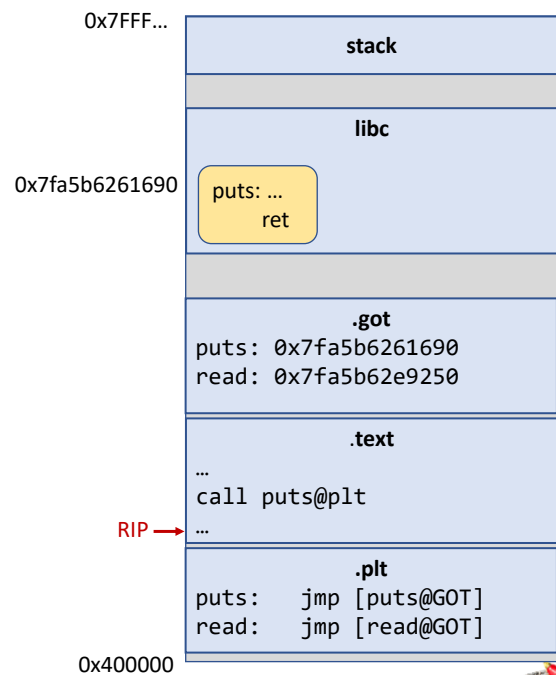 0x7FFF...
stack
libc
0x7fa5b6261690
puts: ...
ret
.got
puts: 0x7fa5b6261690
read: 0x7fa5b62e9250
.text
…
call puts@plt
RIP
…
.plt
puts: jmp [puts@GOT]
read: jmp [read@GOT]
0x400000